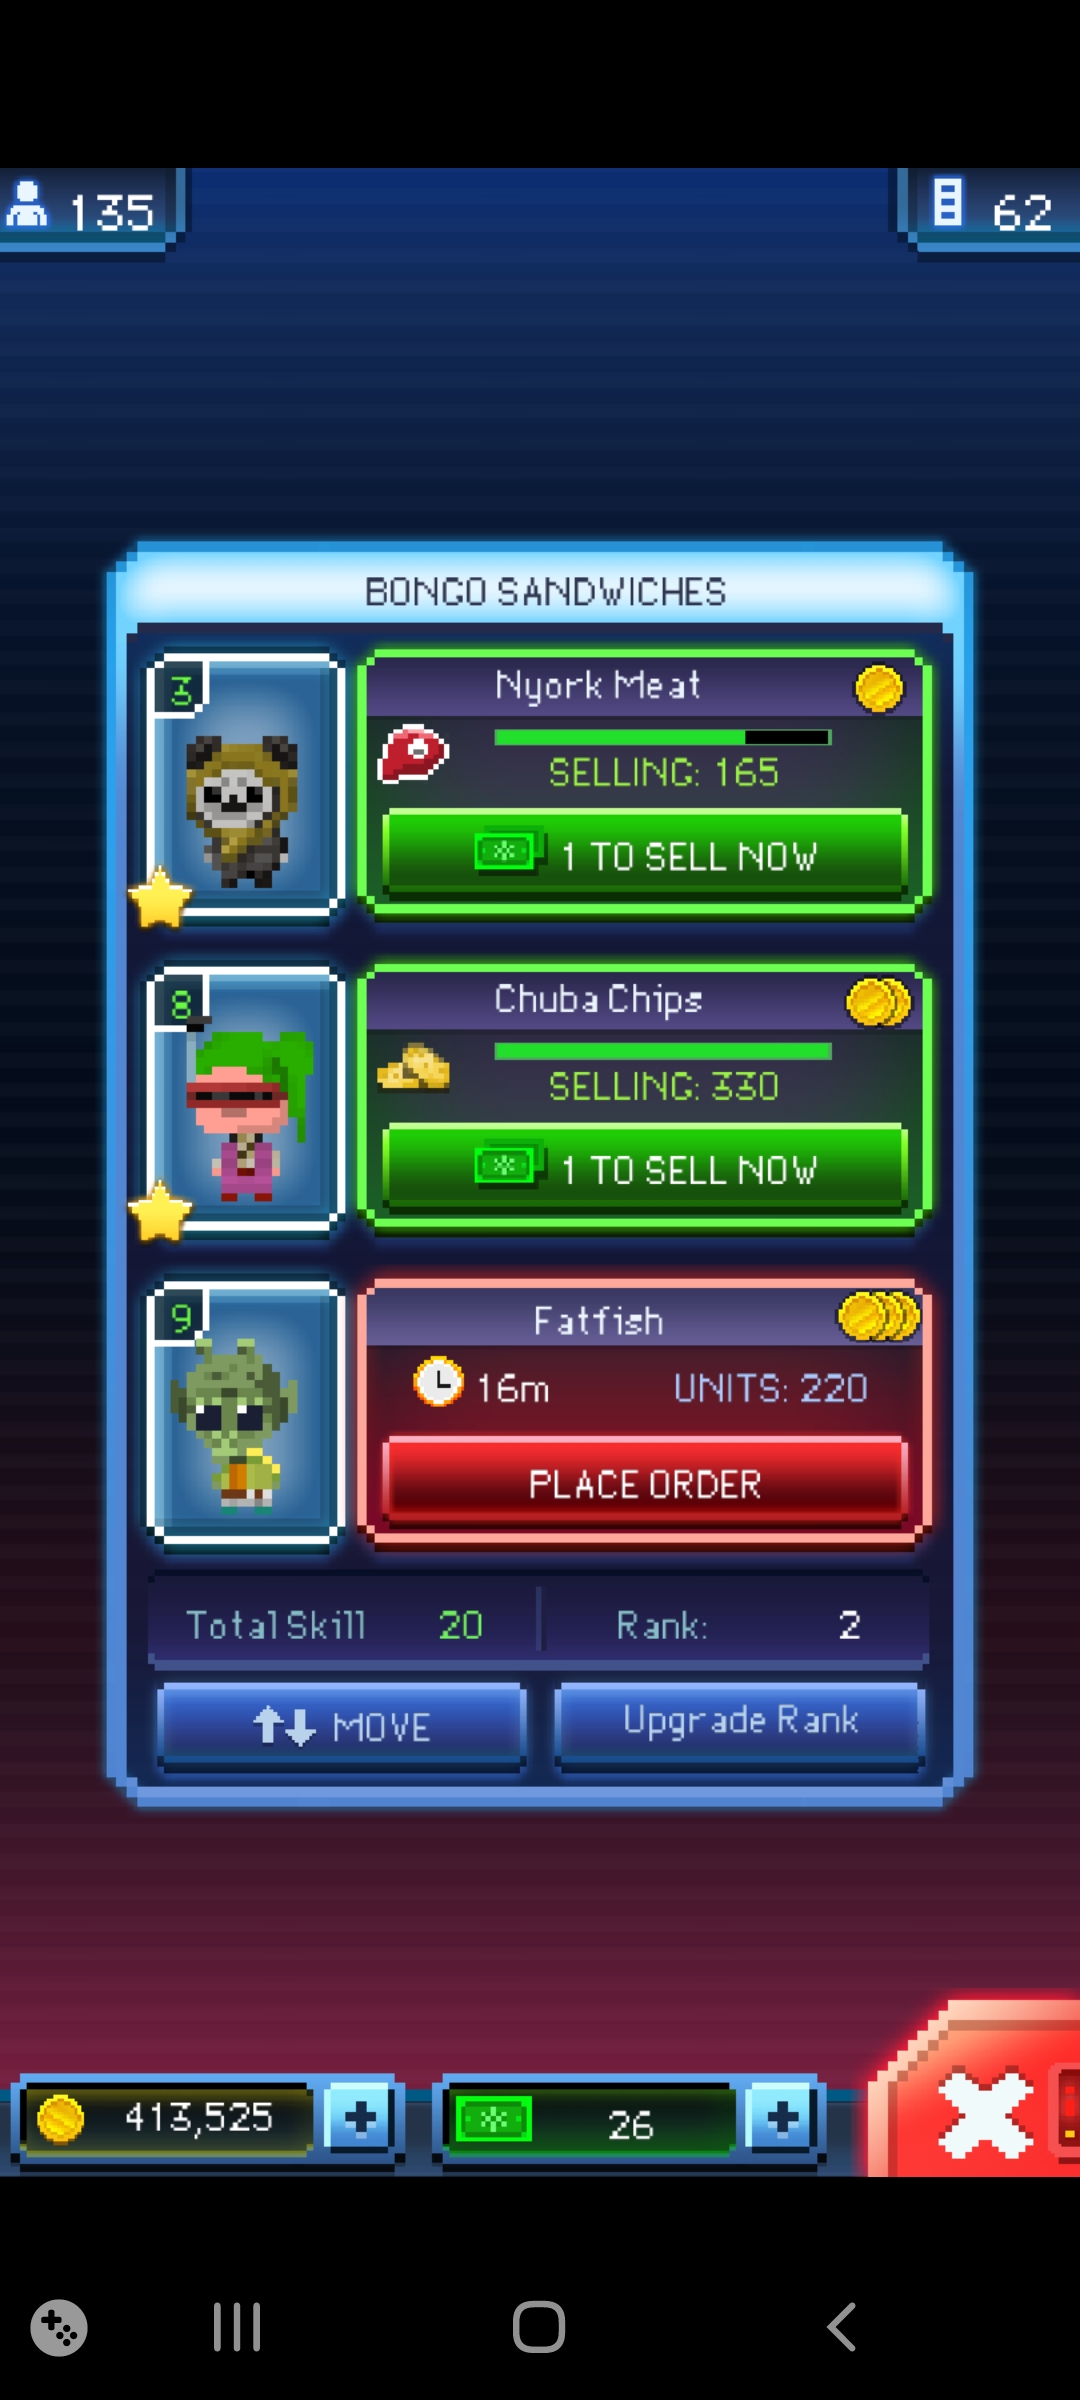 135
62
BONGO SANDWICHES
3
Nyork Meat
SELLING: 165
1 TO SELL NOW
8
Chuba Chips
SELLING: 330
1 TO SELL NOW
9
Fatfish
16m UNITS: 220
PLACE ORDER
Total Skill 20 Rank: 2
MOVE Upgrade Rank
413,525 26